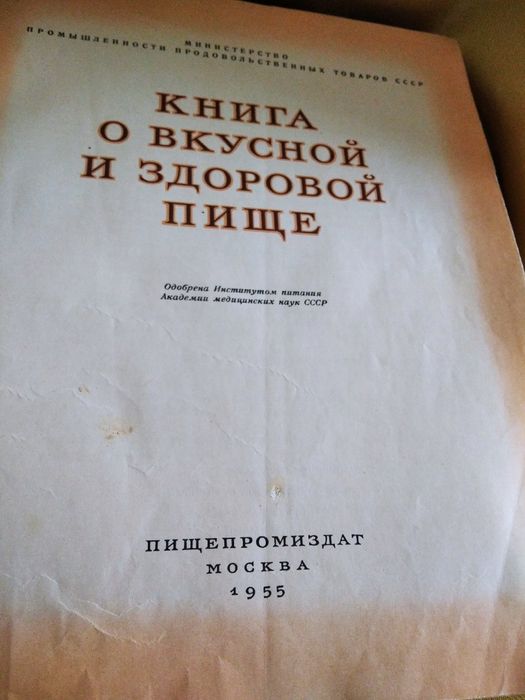 МИНИСТЕРСТВО
ПРОМЫШЛЕННОСТИ ПРОДОВОЛЬСТВЕННЫХ ТОВАРОВ СССР
КНИГА
О ВКУСНОЙ
И ЗДОРОВОЙ
ПИЩЕ
Одобрена Институтом питания
Академии медицинских наук СССР
ПИЩЕПРОМИЗДАТ
МОСКВА
1955